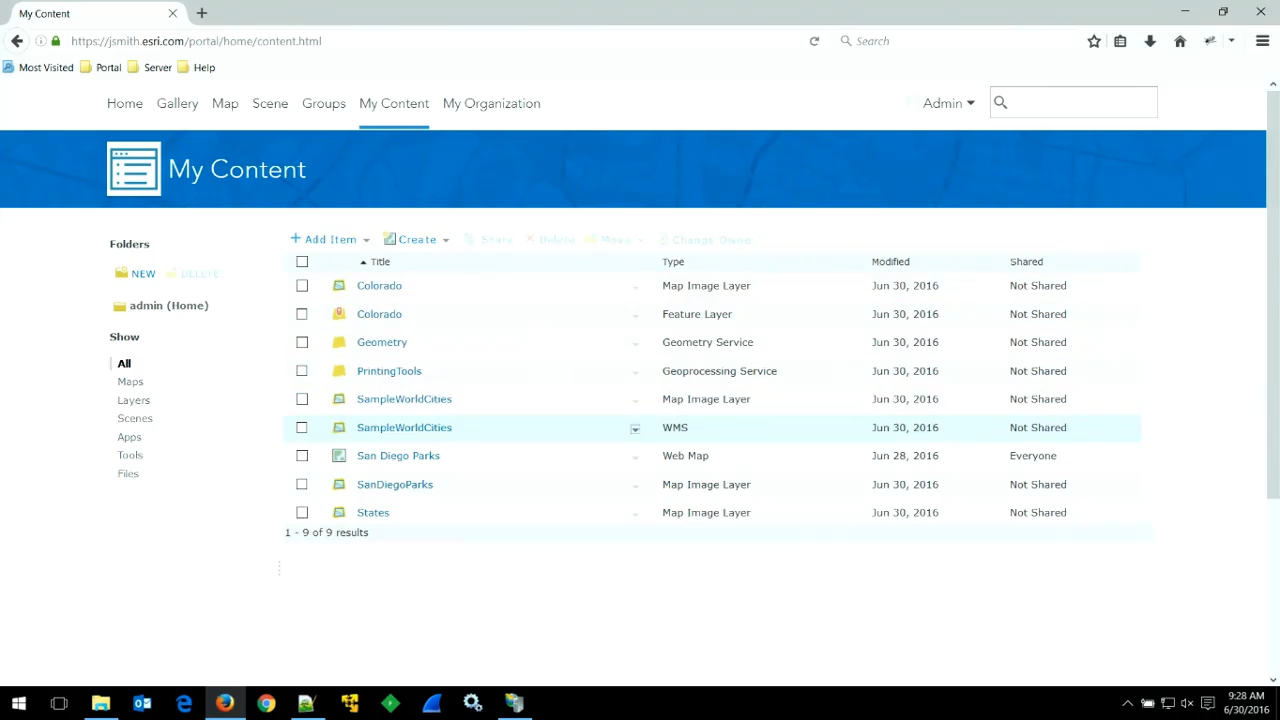 My Content
https://jsmith.esri.com/portal/home/content.html
Search
Most Visited Portal Server Help
Home Gallery Map Scene Groups My Content My Organization Admin
My Content
Folders
NEW DELETE
admin (Home)
Show
All
Maps
Layers
Scenes
Apps
Tools
Files
Add Item Create Share Delete Move Change Owner
Title Type Modified Shared
Colorado Map Image Layer Jun 30, 2016 Not Shared
Colorado Feature Layer Jun 30, 2016 Not Shared
Geometry Geometry Service Jun 30, 2016 Not Shared
PrintingTools Geoprocessing Service Jun 30, 2016 Not Shared
SampleWorldCities Map Image Layer Jun 30, 2016 Not Shared
SampleWorldCities WMS Jun 30, 2016 Not Shared
San Diego Parks Web Map Jun 28, 2016 Everyone
SanDiegoParks Map Image Layer Jun 30, 2016 Not Shared
States Map Image Layer Jun 30, 2016 Not Shared
1 - 9 of 9 results
9:28 AM
6/30/2016